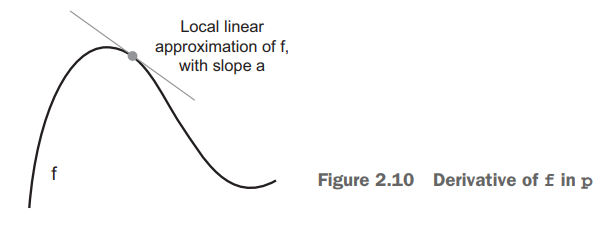 Local linear
approximation of f,
with slope a
f
Figure 2.10 Derivative of f in p